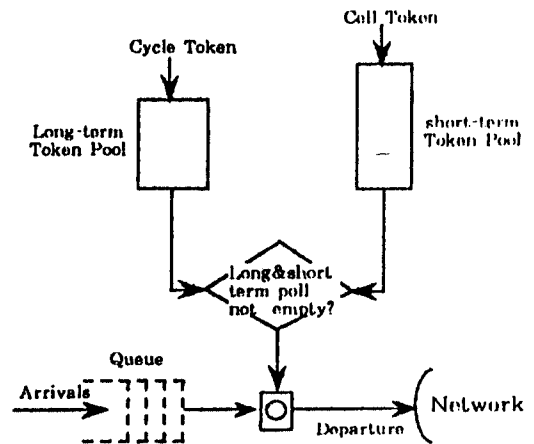 Cell Token
Cycle Token
Long-term
Token Pool
short-term
Token Pool
Long&short
term poll
not empty?
Queue
Arrivals
Departure
Network